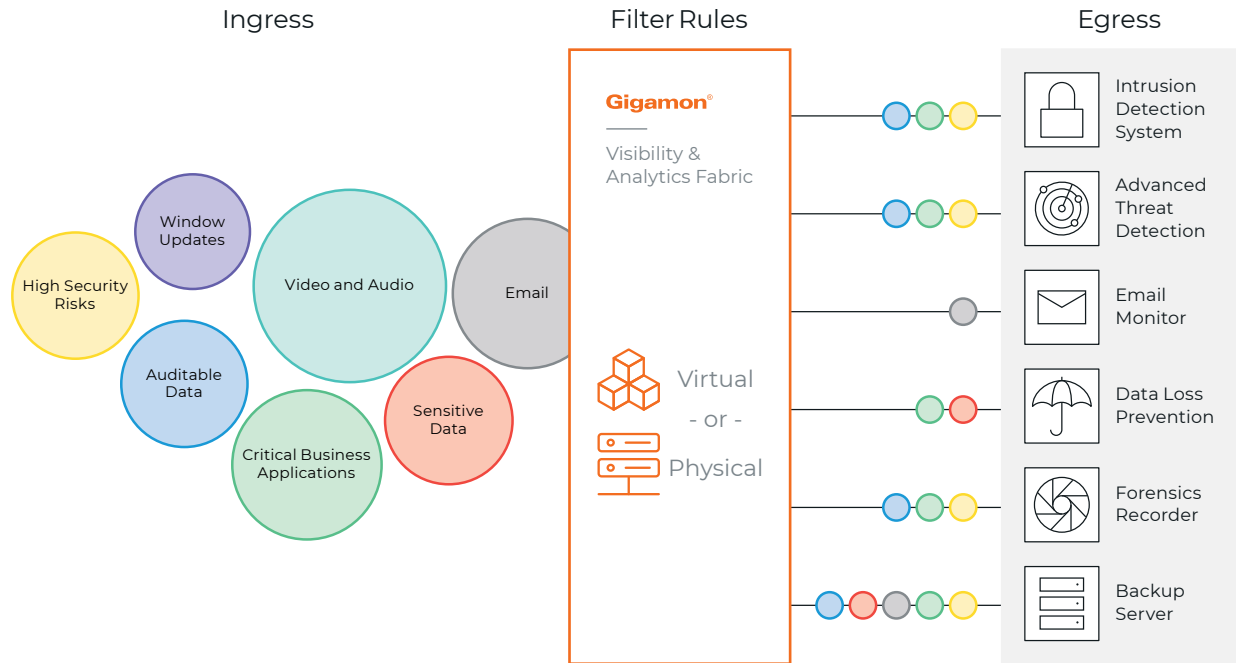 Ingress
Filter Rules
Egress
High Security
Risks
Window
Updates
Auditable
Data
Video and Audio
Critical Business
Applications
Sensitive
Data
Email
Gigamon®
Visibility &
Analytics Fabric
Virtual
- or -
Physical
Intrusion
Detection
System
Advanced
Threat
Detection
Email
Monitor
Data Loss
Prevention
Forensics
Recorder
Backup
Server